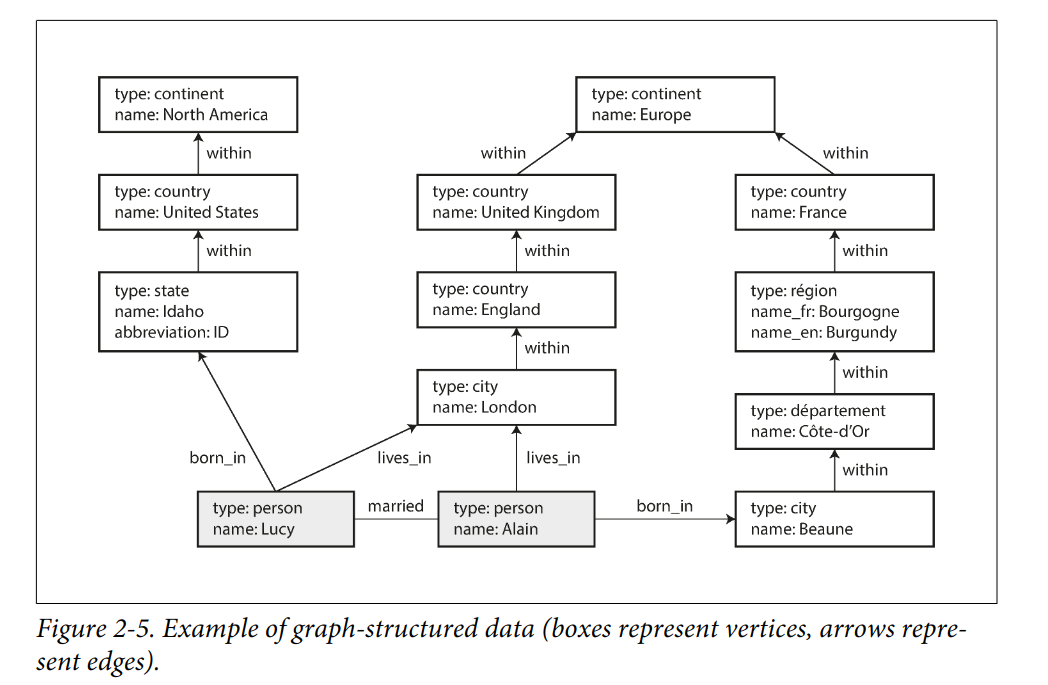 type: continent
name: North America
type: continent
name: Europe
within
within
within
type: country
name: United States
type: country
name: United Kingdom
type: country
name: France
within
within
within
type: state
name: Idaho
abbreviation: ID
type: country
name: England
type: région
name_fr: Bourgogne
name_en: Burgundy
within
within
type: city
name: London
type: département
name: Côte-d’Or
born_in
lives_in
lives_in
within
type: person
name: Lucy
married
type: person
name: Alain
born_in
type: city
name: Beaune
Figure 2-5. Example of graph-structured data (boxes represent vertices, arrows repre-
sent edges).